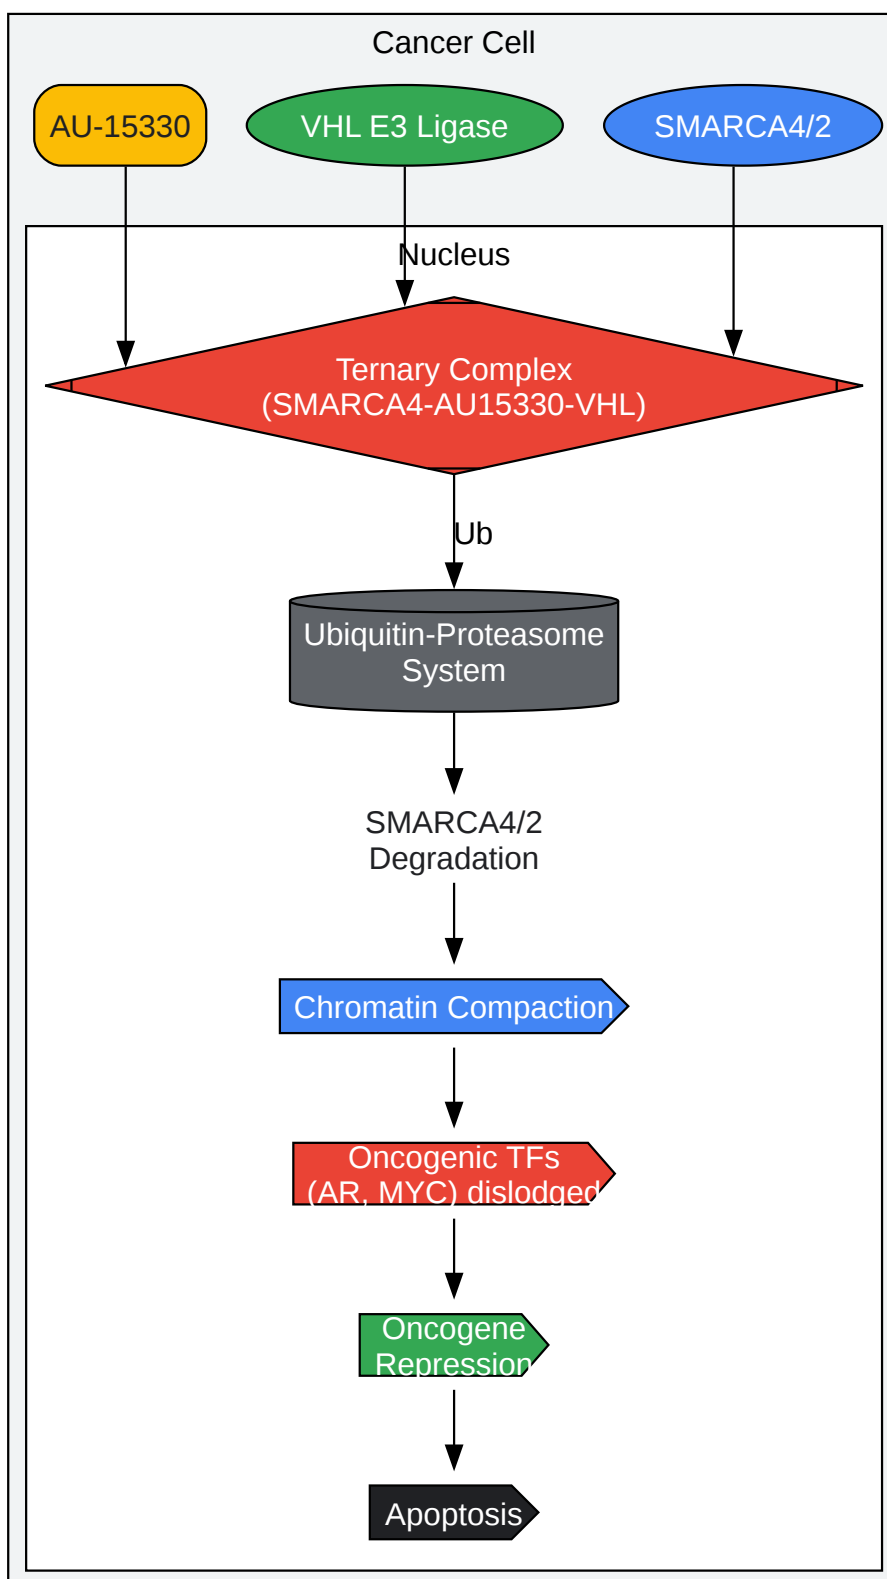 Cancer Cell
AU-15330
VHL E3 Ligase
SMARCA4/2
Nucleus
Ternary Complex
(SMARCA4-AU15330-VHL)
Ub
Ubiquitin-Proteasome
System
SMARCA4/2
Degradation
Chromatin Compaction
Oncogenic TFs
(AR, MYC) dislodged
Oncogene
Repression
Apoptosis